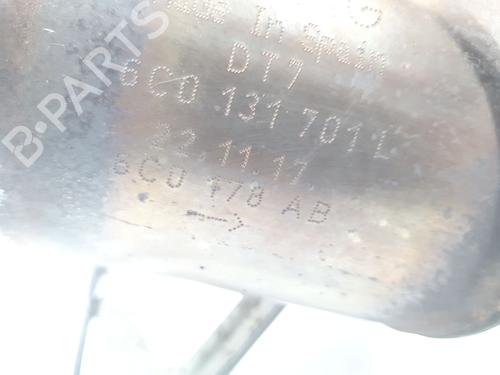 G
Made In Spain
DT7
6C0 131 701 L
22.11.17
6C0 178 AB
B-PARTS